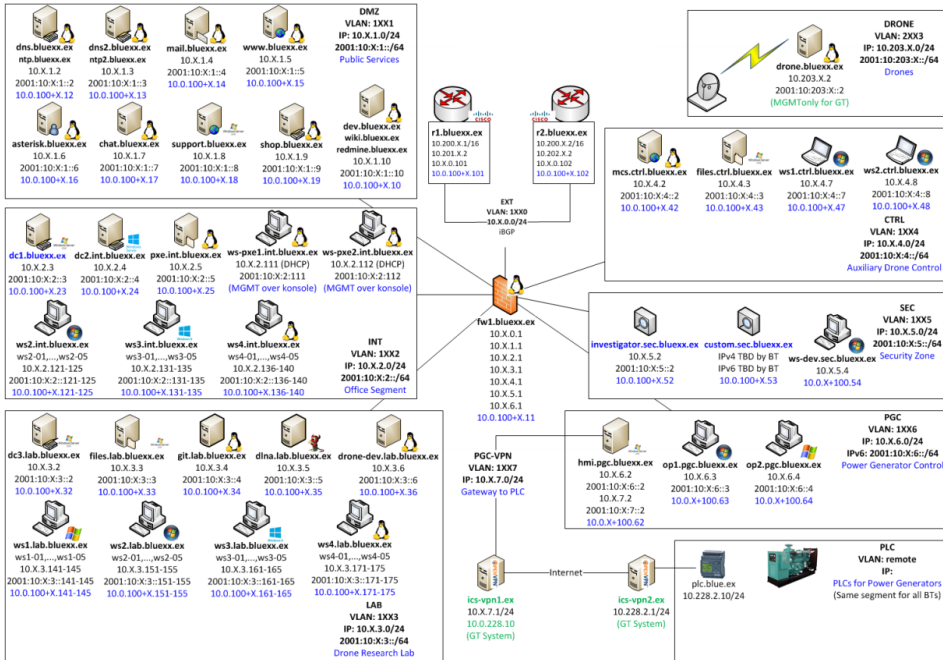 DMZ
VLAN: 1XX1
IP: 10.X.1.0/24
2001:10:X:1::/64
Public Services
dns.bluexx.ex
ntp.bluexx.ex
10.X.1.2
2001:10:X:1::2
10.0.100+X.12
dns2.bluexx.ex
ntp2.bluexx.ex
10.X.1.3
2001:10:X:1::3
10.0.100+X.13
mail.bluexx.ex
10.X.1.4
2001:10:X:1::4
10.0.100+X.14
www.bluexx.ex
10.X.1.5
2001:10:X:1::5
10.0.100+X.15
asterisk.bluexx.ex
10.X.1.6
2001:10:X:1::6
10.0.100+X.16
chat.bluexx.ex
10.X.1.7
2001:10:X:1::7
10.0.100+X.17
support.bluexx.ex
10.X.1.8
2001:10:X:1::8
10.0.100+X.18
shop.bluexx.ex
10.X.1.9
2001:10:X:1::9
10.0.100+X.19
dev.bluexx.ex
wiki.bluexx.ex
redmine.bluexx.ex
10.X.1.10
2001:10:X:1::10
10.0.100+X.10
CISCO
r1.bluexx.ex
10.200.X.1/16
10.201.X.2
10.X.0.101
10.0.100+X.101
CISCO
r2.bluexx.ex
10.200.X.2/16
10.202.X.2
10.X.0.102
10.0.100+X.102
EXT
VLAN: 1XX0
10.X.0.0/24
iBGP
DRONE
VLAN: 2XX3
IP: 10.203.X.0/24
2001:10:203:X::/64
Drones
drone.bluexx.ex
10.203.X.2
2001:10:203:X::2
(MGMTonly for GT)
mcs.ctrl.bluexx.ex
10.X.4.2
2001:10:X:4::2
10.0.100+X.42
files.ctrl.bluexx.ex
10.X.4.3
2001:10:X:4::3
10.0.100+X.43
ws1.ctrl.bluexx.ex
10.X.4.7
2001:10:X:4::7
10.0.100+X.47
ws2.ctrl.bluexx.ex
10.X.4.8
2001:10:X:4::8
10.0.100+X.48
CTRL
VLAN: 1XX4
IP: 10.X.4.0/24
2001:10:X:4::/64
Auxiliary Drone Control
dc1.bluexx.ex
10.X.2.3
2001:10:X:2::3
10.0.100+X.23
dc2.int.bluexx.ex
10.X.2.4
2001:10:X:2::4
10.0.100+X.24
pxe.int.bluexx.ex
10.X.2.5
2001:10:X:2::5
10.0.100+X.25
ws-pxe1.int.bluexx.ex
10.X.2.111 (DHCP)
2001:10:X:2:111
(MGMT over konsole)
ws-pxe2.int.bluexx.ex
10.X.2.112 (DHCP)
2001:10:X:2:112
(MGMT over konsole)
ws2.int.bluexx.ex
ws2-01,...,ws2-05
10.X.2.121-125
2001:10:X:2::121-125
10.0.100+X.121-125
ws3.int.bluexx.ex
ws3-01,...,ws3-05
10.X.2.131-135
2001:10:X:2::131-135
10.0.100+X.131-135
ws4.int.bluexx.ex
ws4-01,...,ws4-05
10.X.2.136-140
2001:10:X:2::136-140
10.0.100+X.136-140
INT
VLAN: 1XX2
IP: 10.X.2.0/24
2001:10:X:2::/64
Office Segment
fw1.bluexx.ex
10.X.0.1
10.X.1.1
10.X.2.1
10.X.3.1
10.X.4.1
10.X.5.1
10.X.6.1
10.0.100+X.11
SEC
VLAN: 1XX5
IP: 10.X.5.0/24
2001:10:X:5::/64
Security Zone
investigator.sec.bluexx.ex
10.X.5.2
2001:10:X:5::2
10.0.100+X.52
custom.sec.bluexx.ex
IPv4 TBD by BT
IPv6 TBD by BT
10.0.100+X.53
ws-dev.sec.bluexx.ex
10.X.5.4
10.0.X+100.54
dc3.lab.bluexx.ex
10.X.3.2
2001:10:X:3::2
10.0.100+X.32
files.lab.bluexx.ex
10.X.3.3
2001:10:X:3::3
10.0.100+X.33
git.lab.bluexx.ex
10.X.3.4
2001:10:X:3::4
10.0.100+X.34
dlna.lab.bluexx.ex
10.X.3.5
2001:10:X:3::5
10.0.100+X.35
drone-dev.lab.bluexx.ex
10.X.3.6
2001:10:X:3::6
10.0.100+X.36
ws1.lab.bluexx.ex
ws1-01,...,ws1-05
10.X.3.141-145
2001:10:X:3::141-145
10.0.100+X.141-145
ws2.lab.bluexx.ex
ws2-01,...,ws2-05
10.X.3.151-155
2001:10:X:3::151-155
10.0.100+X.151-155
ws3.lab.bluexx.ex
ws3-01,...,ws3-05
10.X.3.161-165
2001:10:X:3::161-165
10.0.100+X.161-165
ws4.lab.bluexx.ex
ws4-01,...,ws4-05
10.X.3.171-175
2001:10:X:3::171-175
10.0.100+X.171-175
LAB
VLAN: 1XX3
IP: 10.X.3.0/24
2001:10:X:3::/64
Drone Research Lab
PGC-VPN
VLAN: 1XX7
IP: 10.X.7.0/24
Gateway to PLC
PGC
VLAN: 1XX6
IP: 10.X.6.0/24
IPv6: 2001:10:X:6::/64
Power Generator Control
hmi.pgc.bluexx.ex
10.X.6.2
2001:10:X:6::2
10.X.7.2
2001:10:X:7::2
10.0.X+100.62
op1.pgc.bluexx.ex
10.X.6.3
2001:10:X:6::3
10.0.X+100.63
op2.pgc.bluexx.ex
10.X.6.4
2001:10:X:6::4
10.0.X+100.64
ics-vpn1.ex
10.X.7.1/24
10.0.228.10
(GT System)
Internet
ics-vpn2.ex
10.228.2.1/24
(GT System)
plc.blue.ex
10.228.2.10/24
PLC
VLAN: remote
IP:
PLCs for Power Generators
(Same segment for all BTs)